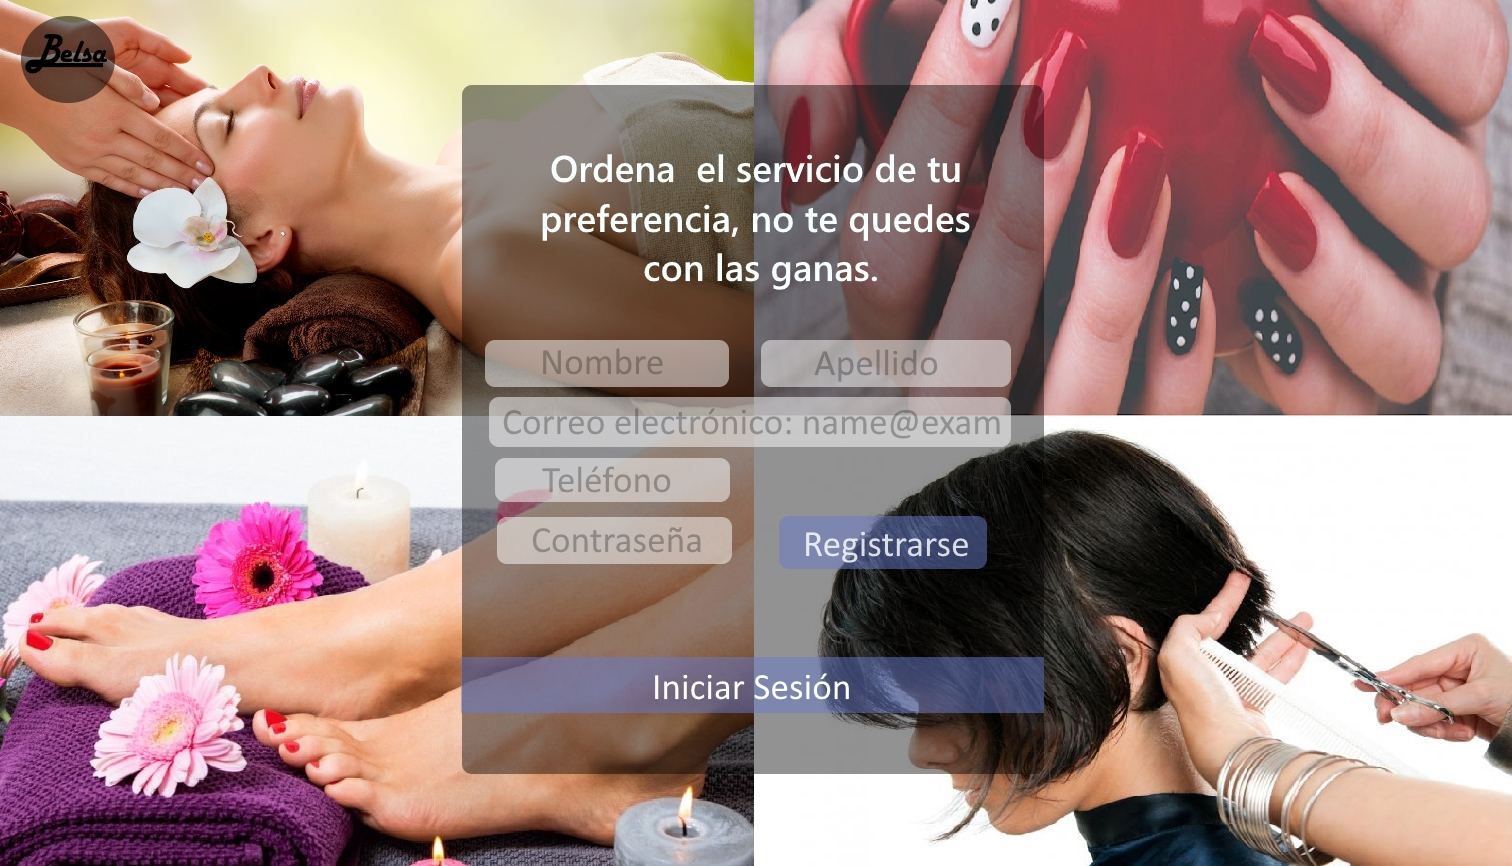 Belsa
Ordena el servicio de tu
preferencia, no te quedes
con las ganas.
Nombre
Apellido
Correo electrónico: name@exam
Teléfono
Contraseña
Registrarse
Iniciar Sesión